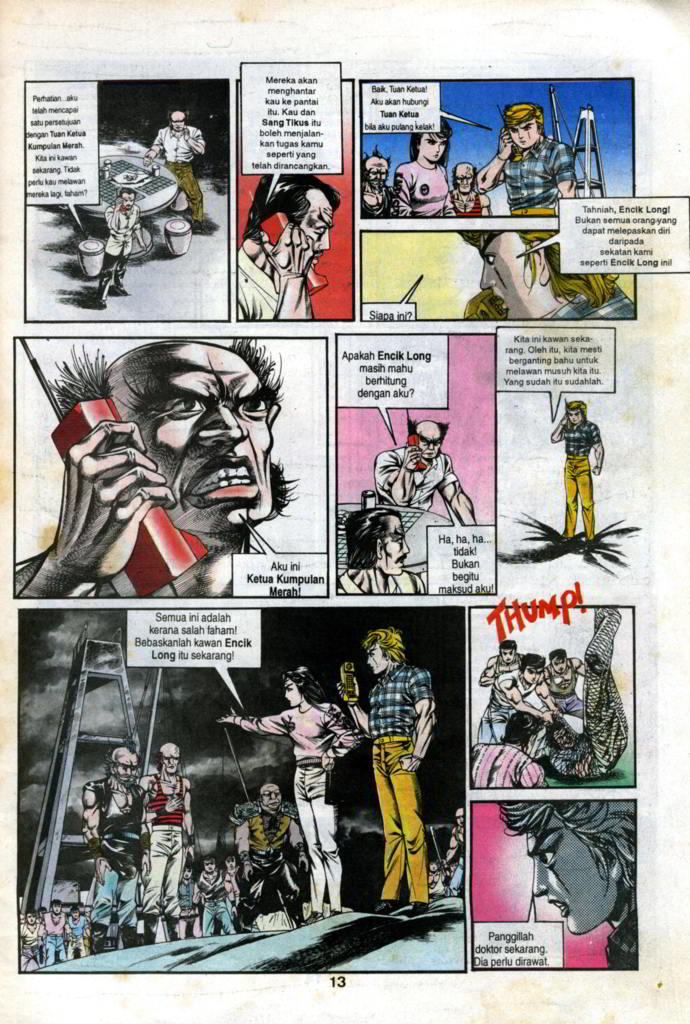 Perhatian...aku
telah mencapai
satu persetujuan
dengan Tuan Ketua
Kumpulan Merah.
Kita ini kawan
sekarang. Tidak
perlu kau melawan
mereka lagi, faham?
Mereka akan
menghantar
kau ke pantai
itu. Kau dan
Sang Tikus itu
boleh menjalan-
kan tugas kamu
seperti yang
telah dirancangkan.
Baik, Tuan Ketua!
Aku akan hubungi
Tuan Ketua
bila aku pulang kelak!
Tahniah, Encik Long!
Bukan semua orang-yang
dapat melepaskan diri
daripada
sekatan kami
seperti Encik Long ini!
Siapa ini?
Aku ini
Ketua Kumpulan
Merah!
Apakah Encik Long
masih mahu
berhitung
dengan aku?
Ha, ha, ha...
tidak!
Bukan
begitu
maksud aku!
Kita ini kawan seka-
rang. Oleh itu, kita mesti
berganting bahu untuk
melawan musuh kita itu.
Yang sudah itu sudahlah.
Semua ini adalah
kerana salah faham!
Bebaskanlah kawan Encik
Long itu sekarang!
THUMP!
Panggillah
doktor sekarang.
Dia perlu dirawat.
13